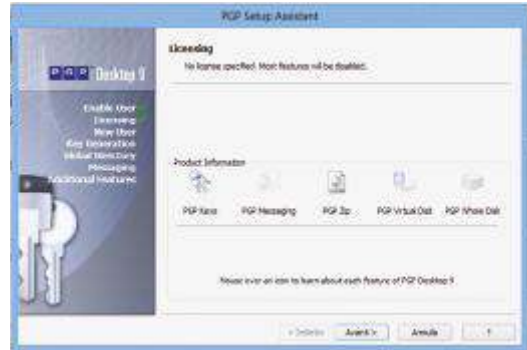 PGP Setup Assistant
PGP Desktop 9
Enable User
Licensing
New User
Key Generation
Global Directory
Messaging
Additional Features
Licensing
No license specified. Most features will be disabled.
Product Information
PGP Keys
PGP Messaging
PGP Zip
PGP Virtual Disk
PGP Whole Disk
Mouse over an icon to learn about each feature of PGP Desktop 9
< Indietro
Avanti >
Annulla
?